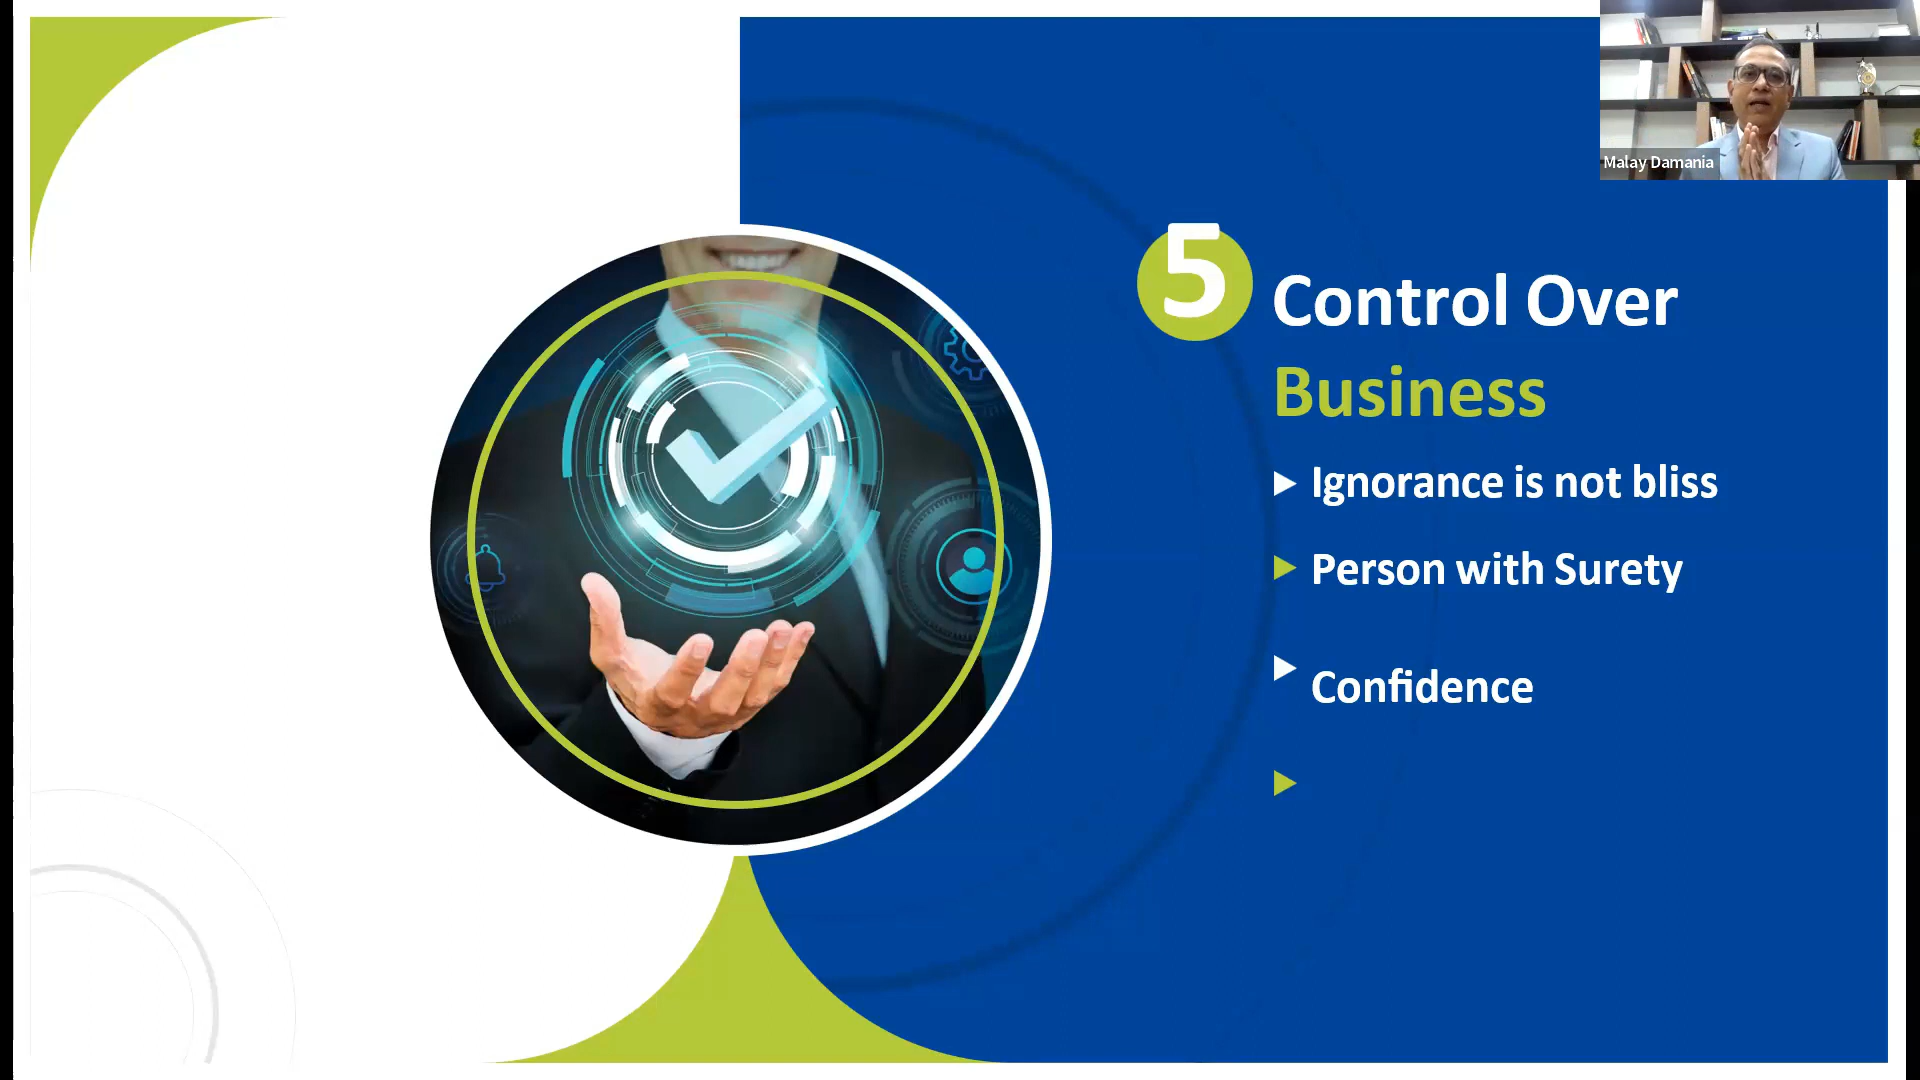 Malay Damania
5
Control Over
Business
Ignorance is not bliss
Person with Surety
Confidence